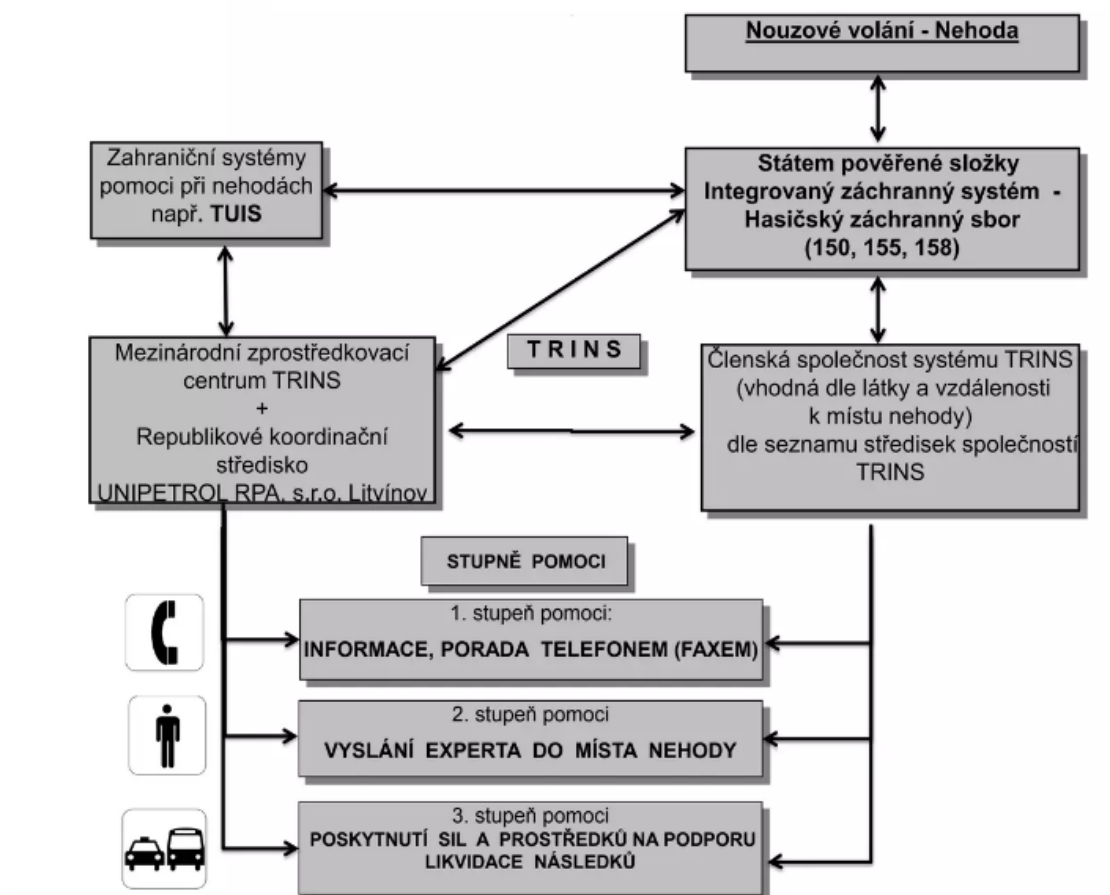 Nouzové volání - Nehoda
Zahraniční systémy
pomoci při nehodách
např. TUIS
Státem pověřené složky
Integrovaný záchranný systém -
Hasičský záchranný sbor
(150, 155, 158)
Mezinárodní zprostředkovací
centrum TRINS
+
Republikové koordinační
středisko
UNIPETROL RPA, s.r.o. Litvínov
T R I N S
Členská společnost systému TRINS
(vhodná dle látky a vzdálenosti
k místu nehody)
dle seznamu středisek společností
TRINS
STUPNĚ POMOCI
1. stupeň pomoci:
INFORMACE, PORADA TELEFONEM (FAXEM)
2. stupeň pomoci
VYSLÁNÍ EXPERTA DO MÍSTA NEHODY
3. stupeň pomoci
POSKYTNUTÍ SIL A PROSTŘEDKŮ NA PODPORU
LIKVIDACE NÁSLEDKŮ